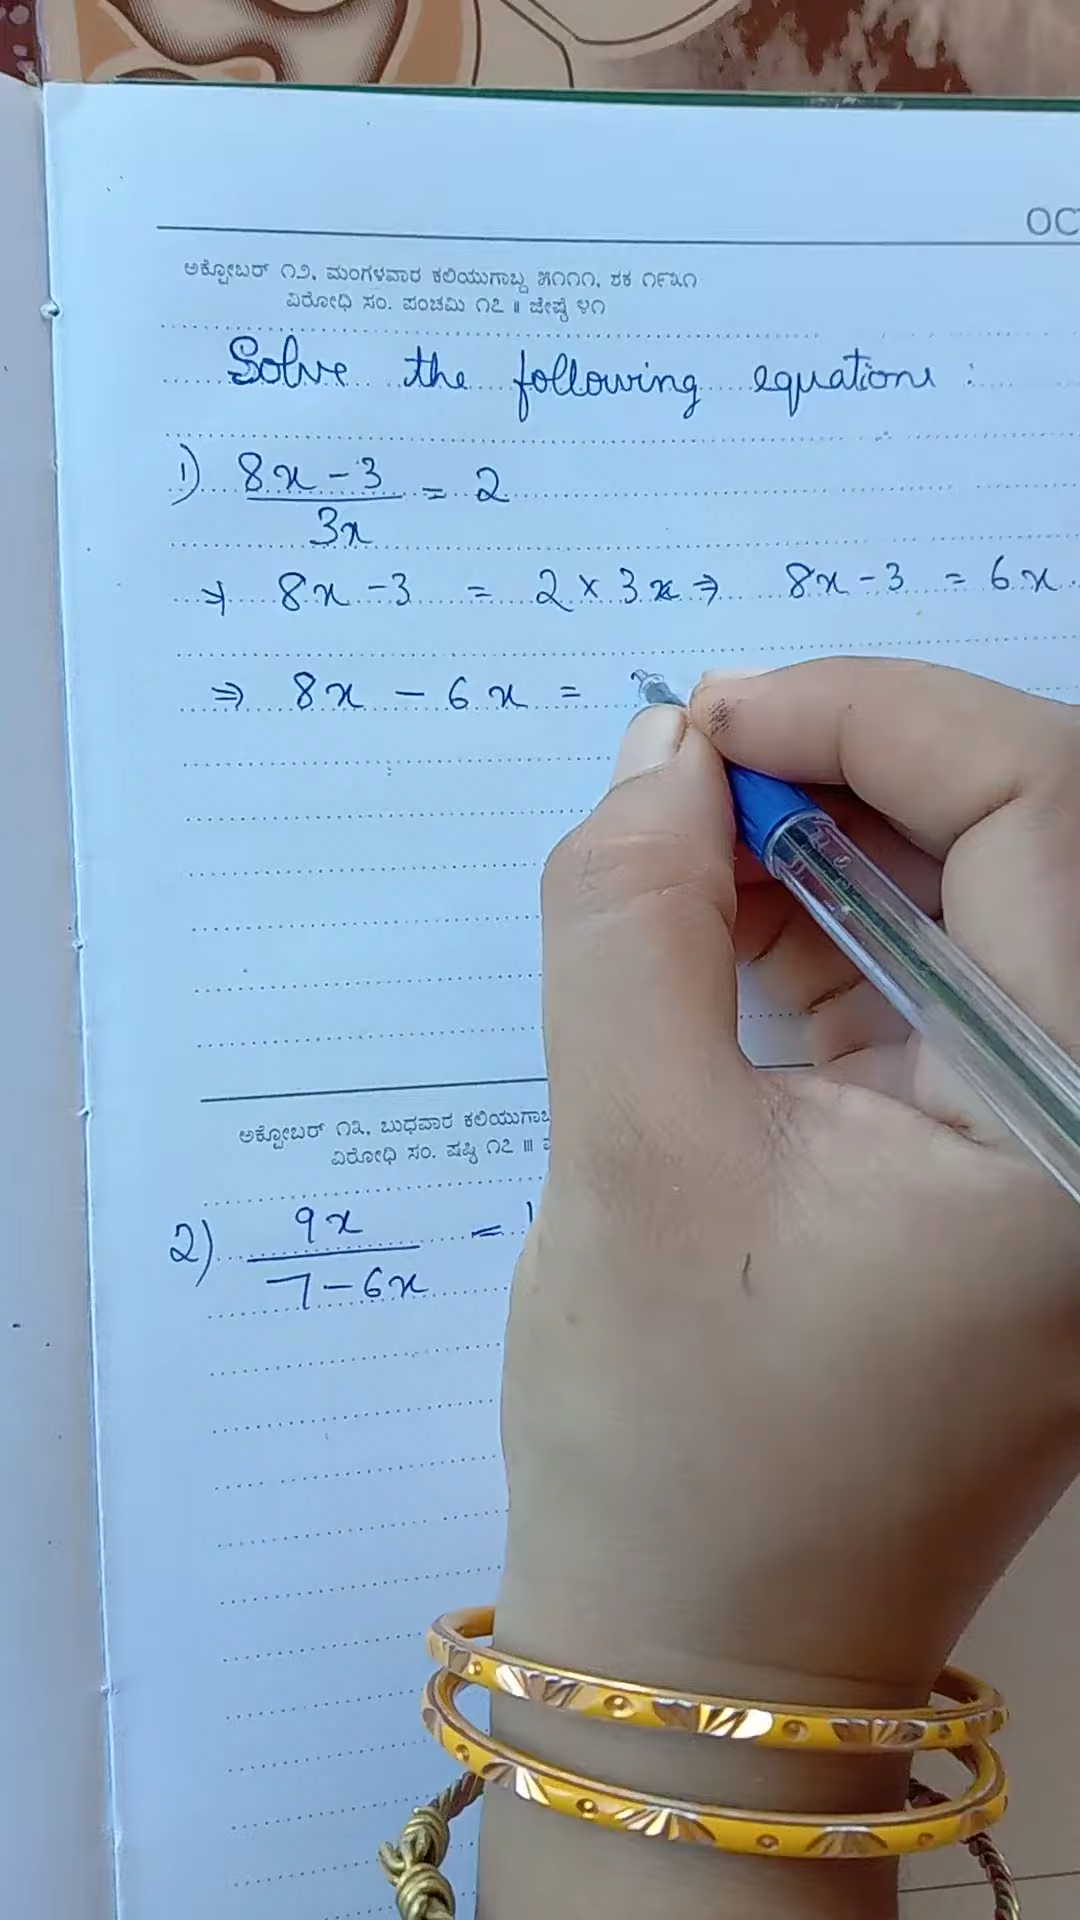 OC
ಅಕ್ಟೋಬರ್ ೧೨, ಮಂಗಳವಾರ ಕಲಿಯುಗಾಬ್ದ ೫೧೧೧, ಶಕ ೧೯೩೧
ವಿರೋಧಿ ಸಂ. ಪಂಚಮಿ ೧೭ ॥ ಜೇಷ್ಠೆ ೪೧
Solve the following equations :
1) 8x - 3 / 3x = 2
⇒ 8x - 3 = 2 × 3x ⇒ 8x - 3 = 6x
⇒ 8x - 6x =
ಅಕ್ಟೋಬರ್ ೧೩, ಬುಧವಾರ ಕಲಿಯುಗಾಬ
ವಿರೋಧಿ ಸಂ. ಷಷ್ಠಿ ೧೭ ॥
2) 9x / 7 - 6x = 1